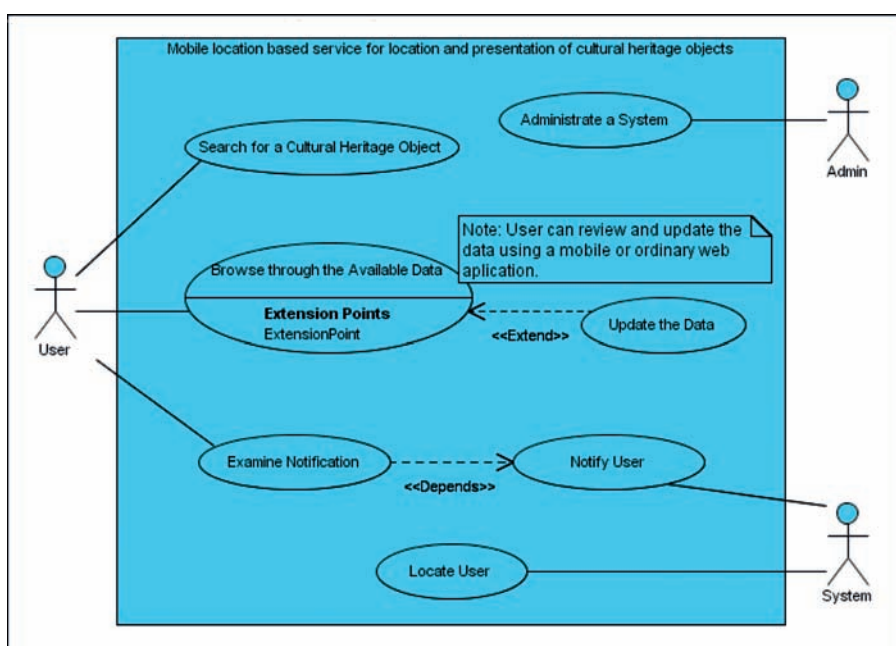 Mobile location based service for location and presentation of cultural heritage objects
Administrate a System
Search for a Cultural Heritage Object
Admin
Note: User can review and update the
data using a mobile or ordinary web
aplication.
Browse through the Available Data
Extension Points
ExtensionPoint
<<Extend>>
Update the Data
User
Examine Notification
<<Depends>>
Notify User
Locate User
System